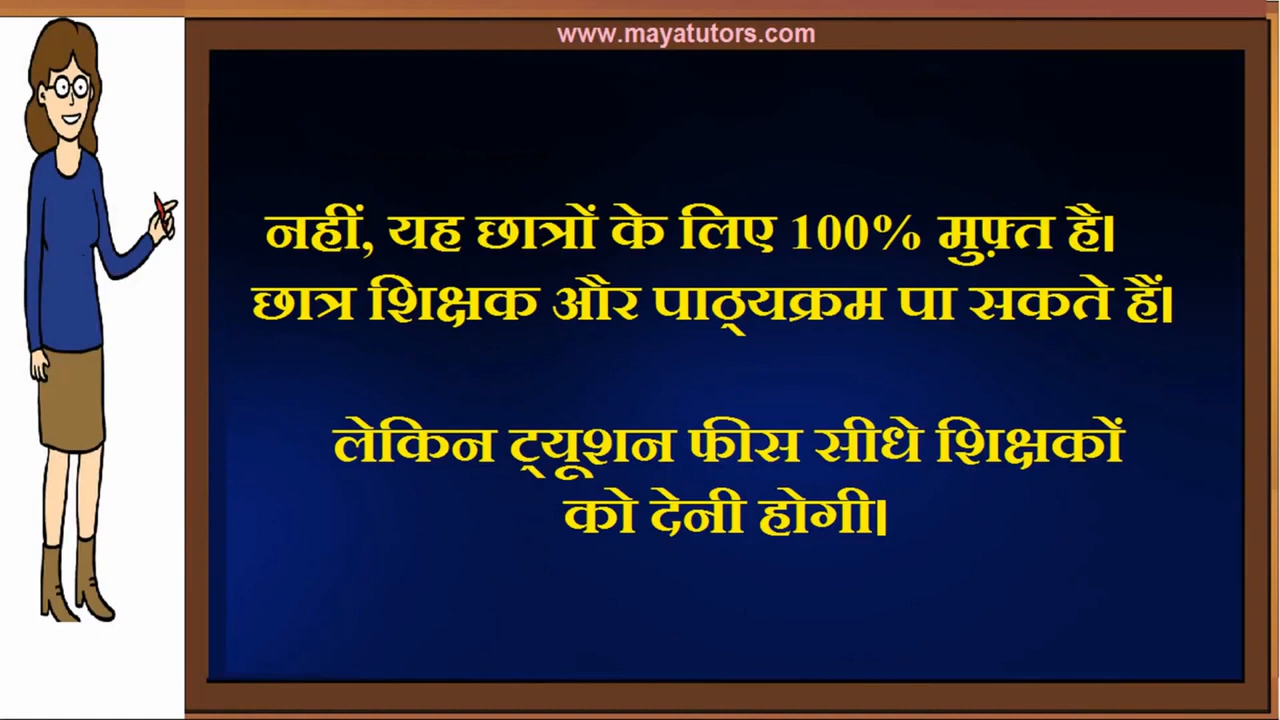 www.mayatutors.com
नहीं, यह छात्रों के लिए 100% मुफ़्त है।
छात्र शिक्षक और पाठ्यक्रम पा सकते हैं।
लेकिन ट्यूशन फीस सीधे शिक्षकों
को देनी होगी।